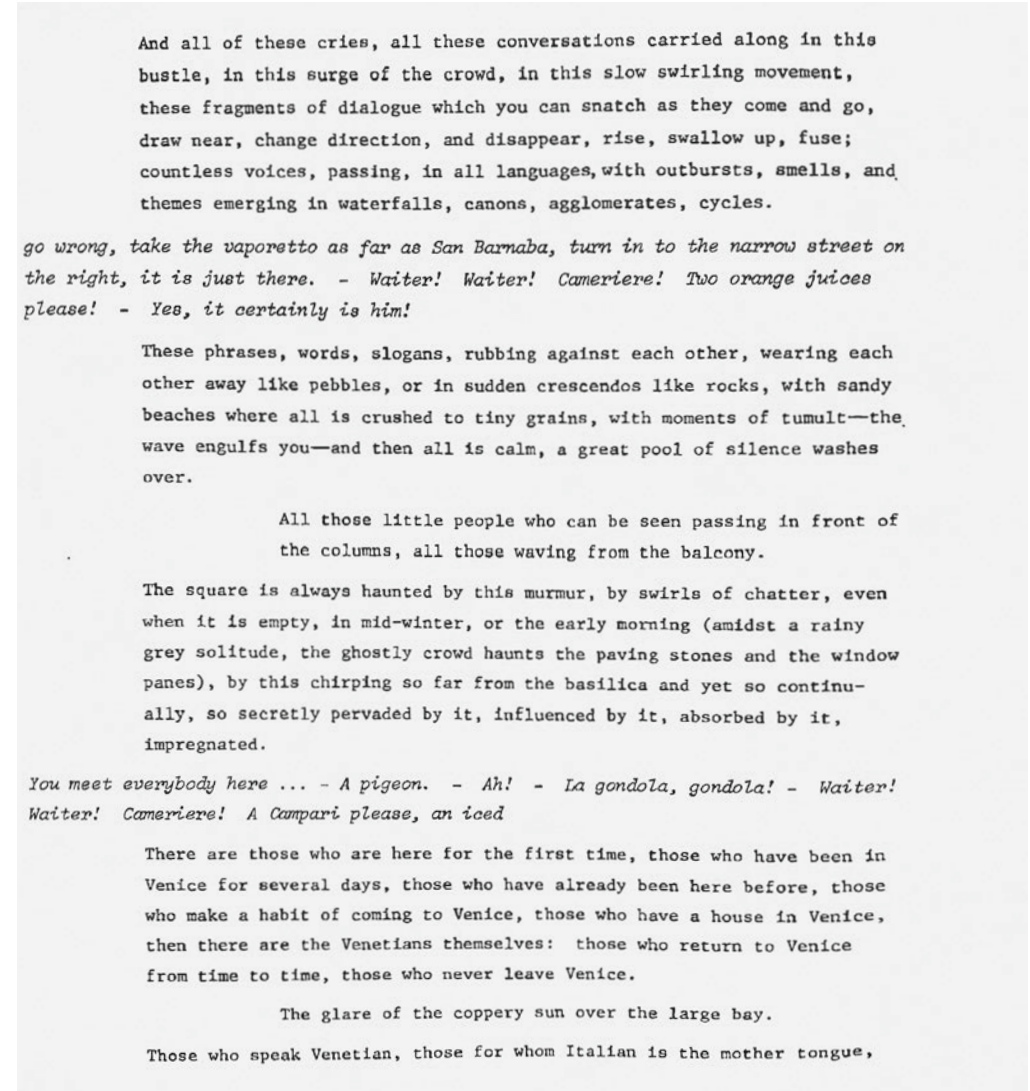 And all of these cries, all these conversations carried along in this
bustle, in this surge of the crowd, in this slow swirling movement,
these fragments of dialogue which you can snatch as they come and go,
draw near, change direction, and disappear, rise, swallow up, fuse;
countless voices, passing, in all languages, with outbursts, smells, and
themes emerging in waterfalls, canons, agglomerates, cycles.
go wrong, take the vaporetto as far as San Barnaba, turn in to the narrow street on
the right, it is just there. - Waiter! Waiter! Cameriere! Two orange juices
please! - Yes, it certainly is him!
These phrases, words, slogans, rubbing against each other, wearing each
other away like pebbles, or in sudden crescendos like rocks, with sandy
beaches where all is crushed to tiny grains, with moments of tumult—the
wave engulfs you—and then all is calm, a great pool of silence washes
over.
All those little people who can be seen passing in front of
the columns, all those waving from the balcony.
The square is always haunted by this murmur, by swirls of chatter, even
when it is empty, in mid-winter, or the early morning (amidst a rainy
grey solitude, the ghostly crowd haunts the paving stones and the window
panes), by this chirping so far from the basilica and yet so continu-
ally, so secretly pervaded by it, influenced by it, absorbed by it,
impregnated.
You meet everybody here ... - A pigeon. - Ah! - La gondola, gondola! - Waiter!
Waiter! Cameriere! A Campari please, an iced
There are those who are here for the first time, those who have been in
Venice for several days, those who have already been here before, those
who make a habit of coming to Venice, those who have a house in Venice,
then there are the Venetians themselves: those who return to Venice
from time to time, those who never leave Venice.
The glare of the coppery sun over the large bay.
Those who speak Venetian, those for whom Italian is the mother tongue,